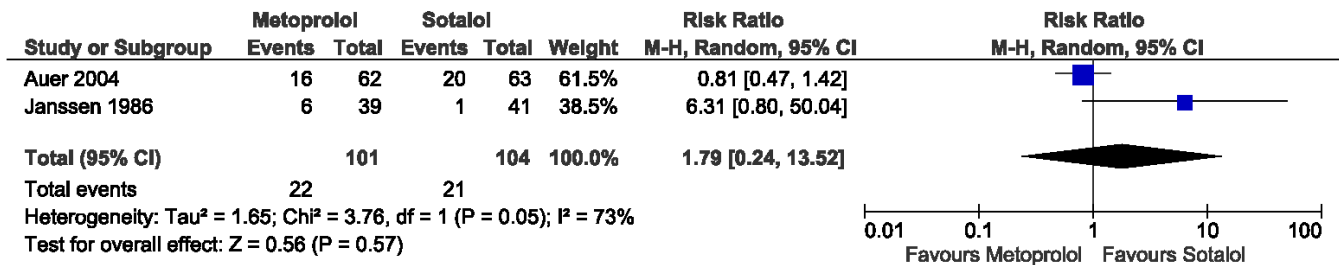 Metoprolol Sotalol Risk Ratio Risk Ratio
Study or Subgroup Events Total Events Total Weight M-H, Random, 95% CI M-H, Random, 95% CI
Auer 2004 16 62 20 63 61.5% 0.81 [0.47, 1.42]
Janssen 1986 6 39 1 41 38.5% 6.31 [0.80, 50.04]
Total (95% CI) 101 104 100.0% 1.79 [0.24, 13.52]
Total events 22 21
Heterogeneity: Tau² = 1.65; Chi² = 3.76, df = 1 (P = 0.05); I² = 73%
Test for overall effect: Z = 0.56 (P = 0.57)
0.01 0.1 1 10 100
Favours Metoprolol Favours Sotalol